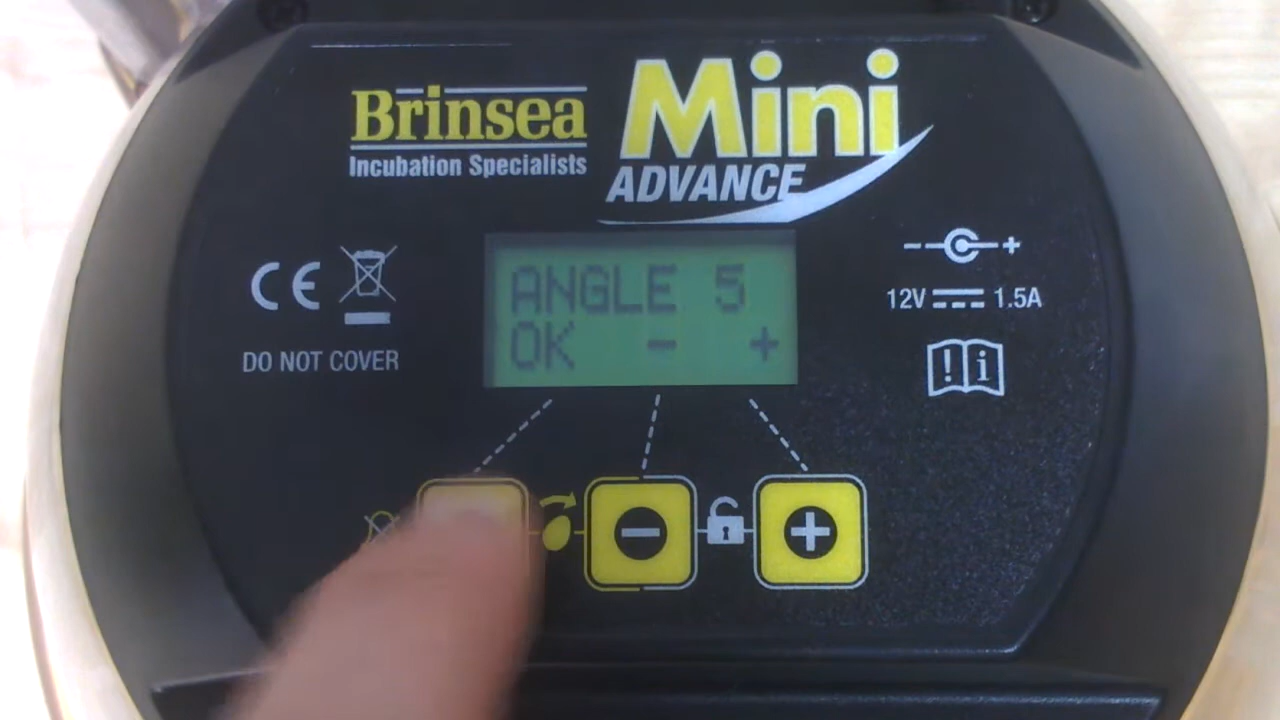 Brinsea
Incubation Specialists
Mini
ADVANCE
CE
DO NOT COVER
ANGLE 5
OK - +
- +
12V 1.5A
! i
- +